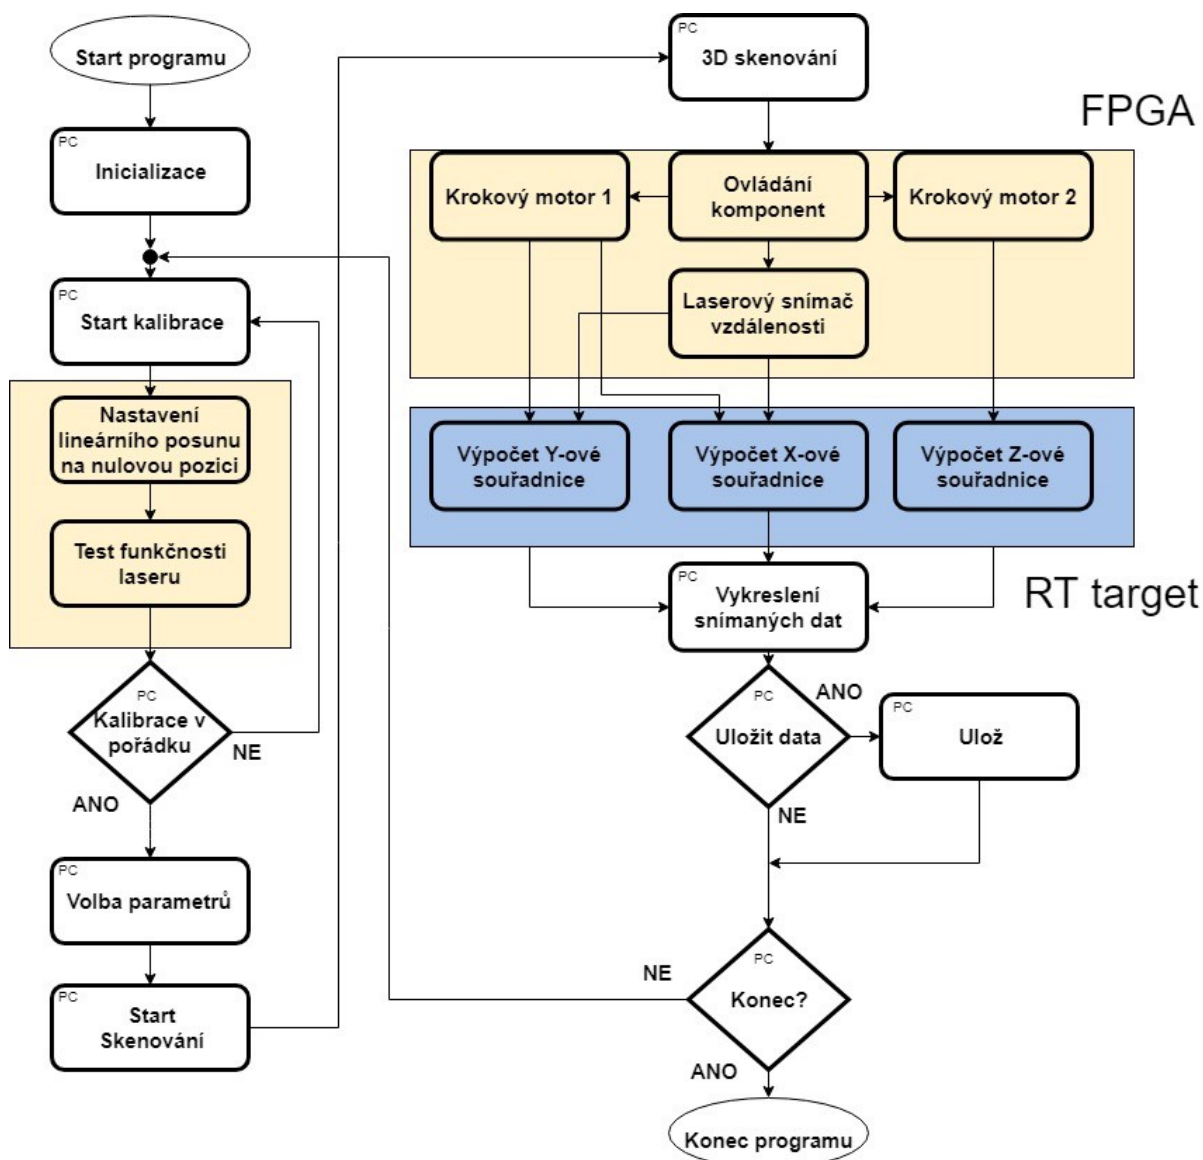 Start programu
PC
Inicializace
PC
Start kalibrace
Nastavení
lineárního posunu
na nulovou pozici
Test funkčnosti
laseru
PC
Kalibrace v
pořádku
NE
ANO
PC
Volba parametrů
PC
Start
Skenování
PC
3D skenování
FPGA
Krokový motor 1
Ovládání
komponent
Krokový motor 2
Laserový snímač
vzdálenosti
Výpočet Y-ové
souřadnice
Výpočet X-ové
souřadnice
Výpočet Z-ové
souřadnice
RT target
PC
Vykreslení
snímaných dat
PC
Uložit data
ANO
PC
Ulož
NE
PC
Konec?
NE
ANO
Konec programu